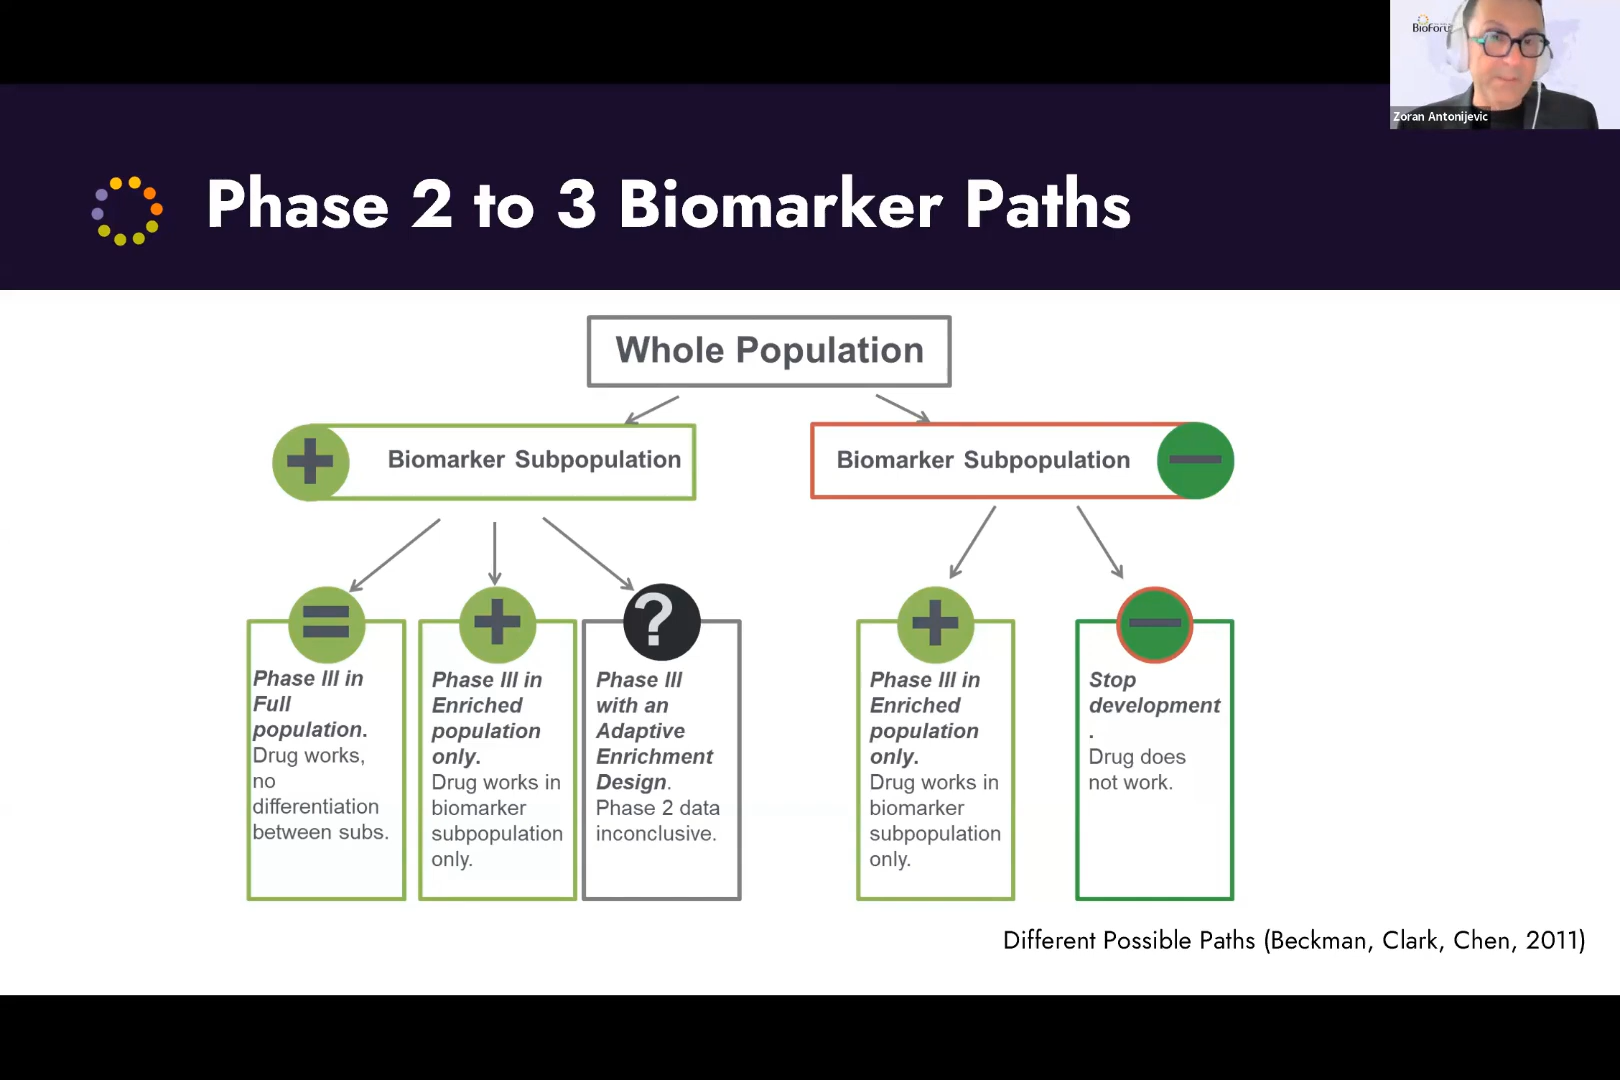 Zoran Antonijevic
Phase 2 to 3 Biomarker Paths
Whole Population
Biomarker Subpopulation
Biomarker Subpopulation
Phase III in
Full
population.
Drug works,
no
differentiation
between subs.
Phase III in
Enriched
population
only.
Drug works in
biomarker
subpopulation
only.
?
Phase III
with an
Adaptive
Enrichment
Design.
Phase 2 data
inconclusive.
Phase III in
Enriched
population
only.
Drug works in
biomarker
subpopulation
only.
Stop
development
.
Drug does
not work.
Different Possible Paths (Beckman, Clark, Chen, 2011)